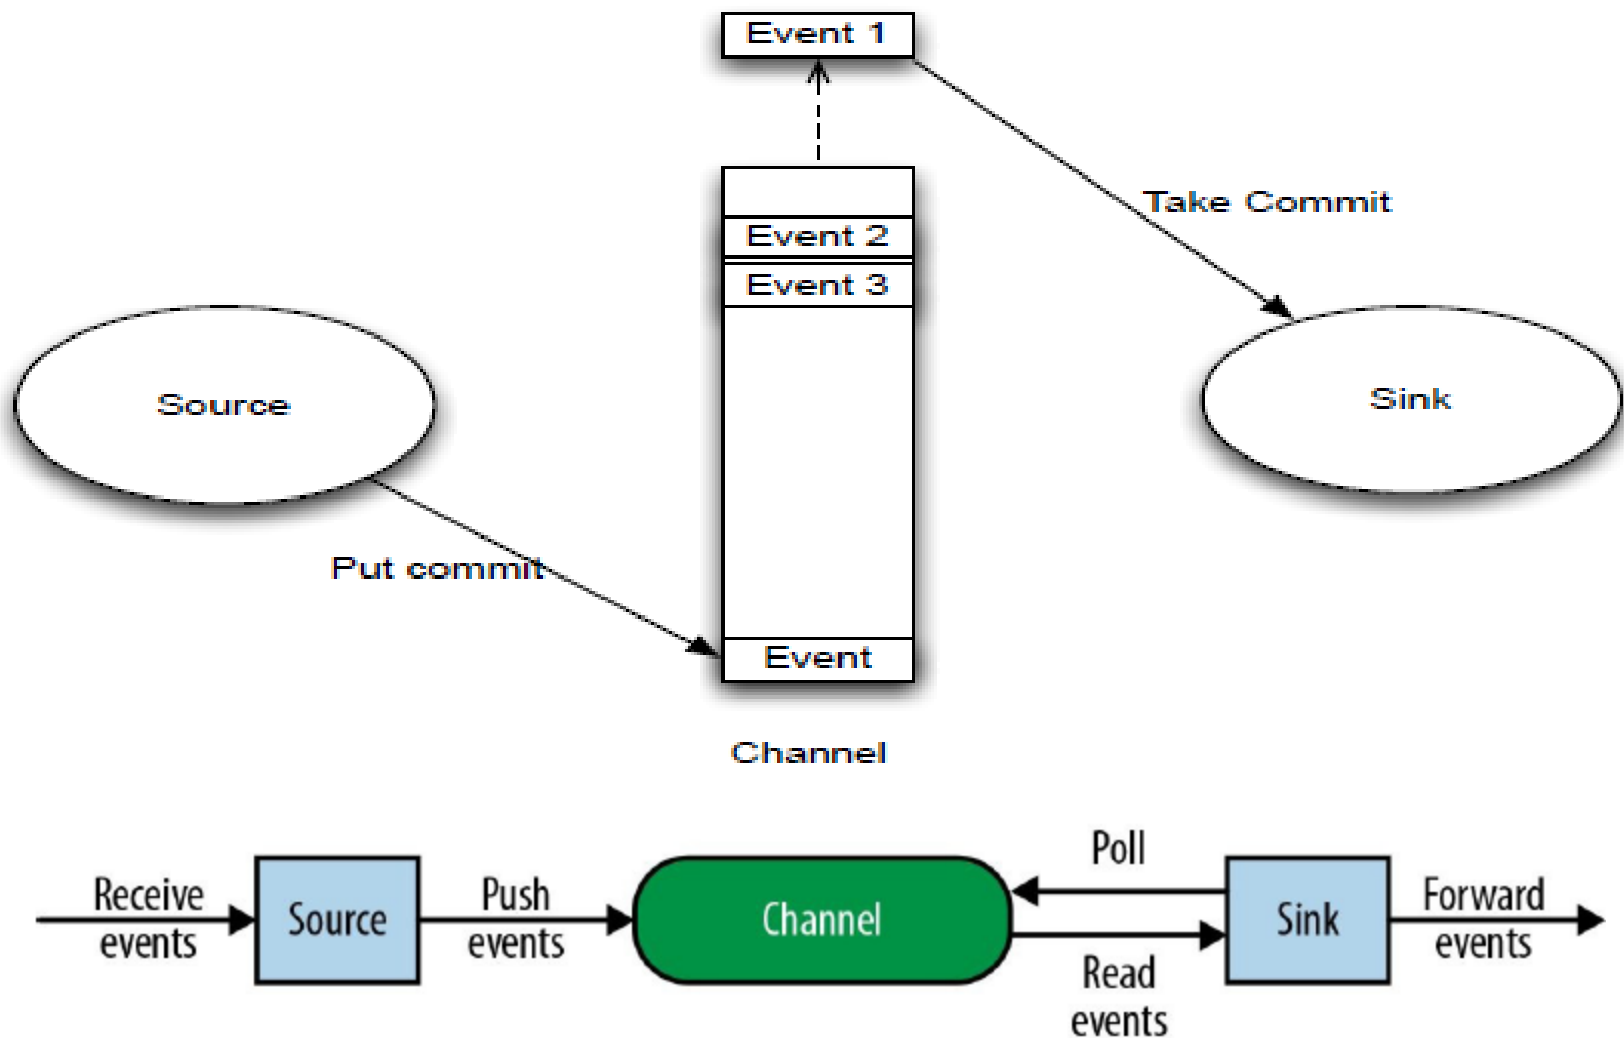 Event 1
Take Commit
Event 2
Event 3
Source
Sink
Put commit
Event
Channel
Receive
events
Source
Push
events
Channel
Poll
Read
events
Sink
Forward
events